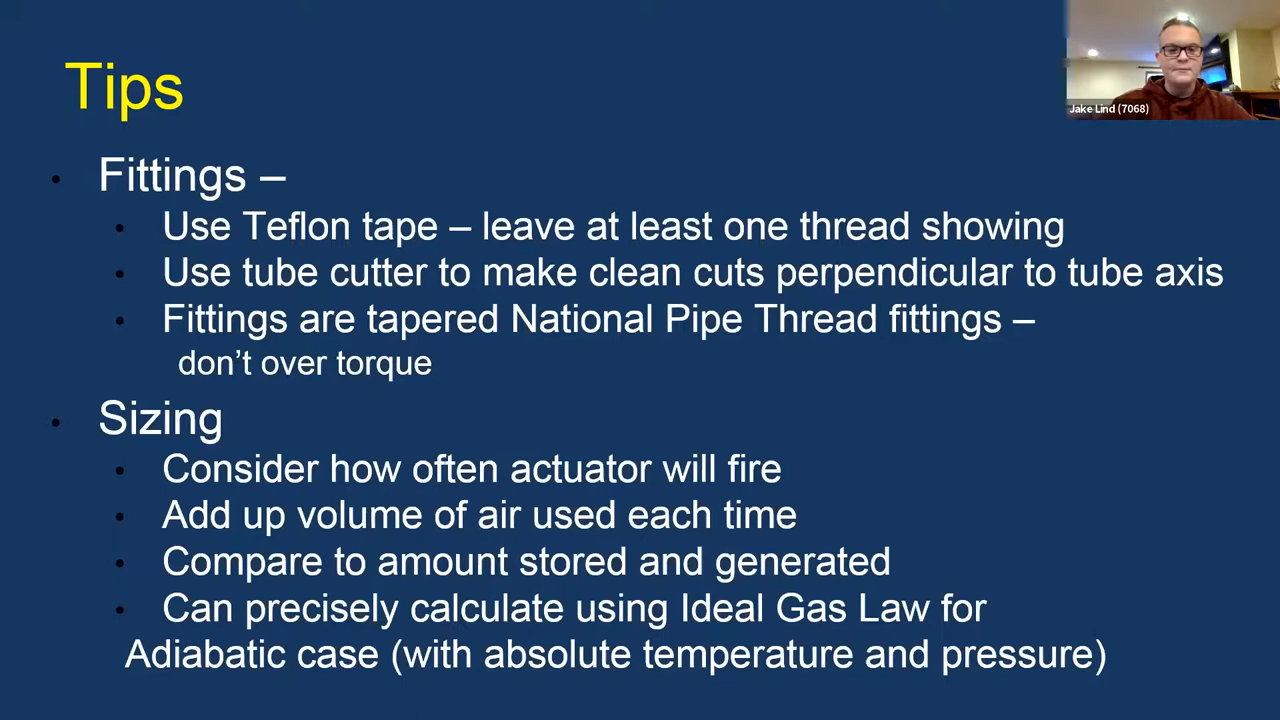 Tips
Jake Lind (7068)
• Fittings –
• Use Teflon tape – leave at least one thread showing
• Use tube cutter to make clean cuts perpendicular to tube axis
• Fittings are tapered National Pipe Thread fittings –
don’t over torque
• Sizing
• Consider how often actuator will fire
• Add up volume of air used each time
• Compare to amount stored and generated
• Can precisely calculate using Ideal Gas Law for
Adiabatic case (with absolute temperature and pressure)